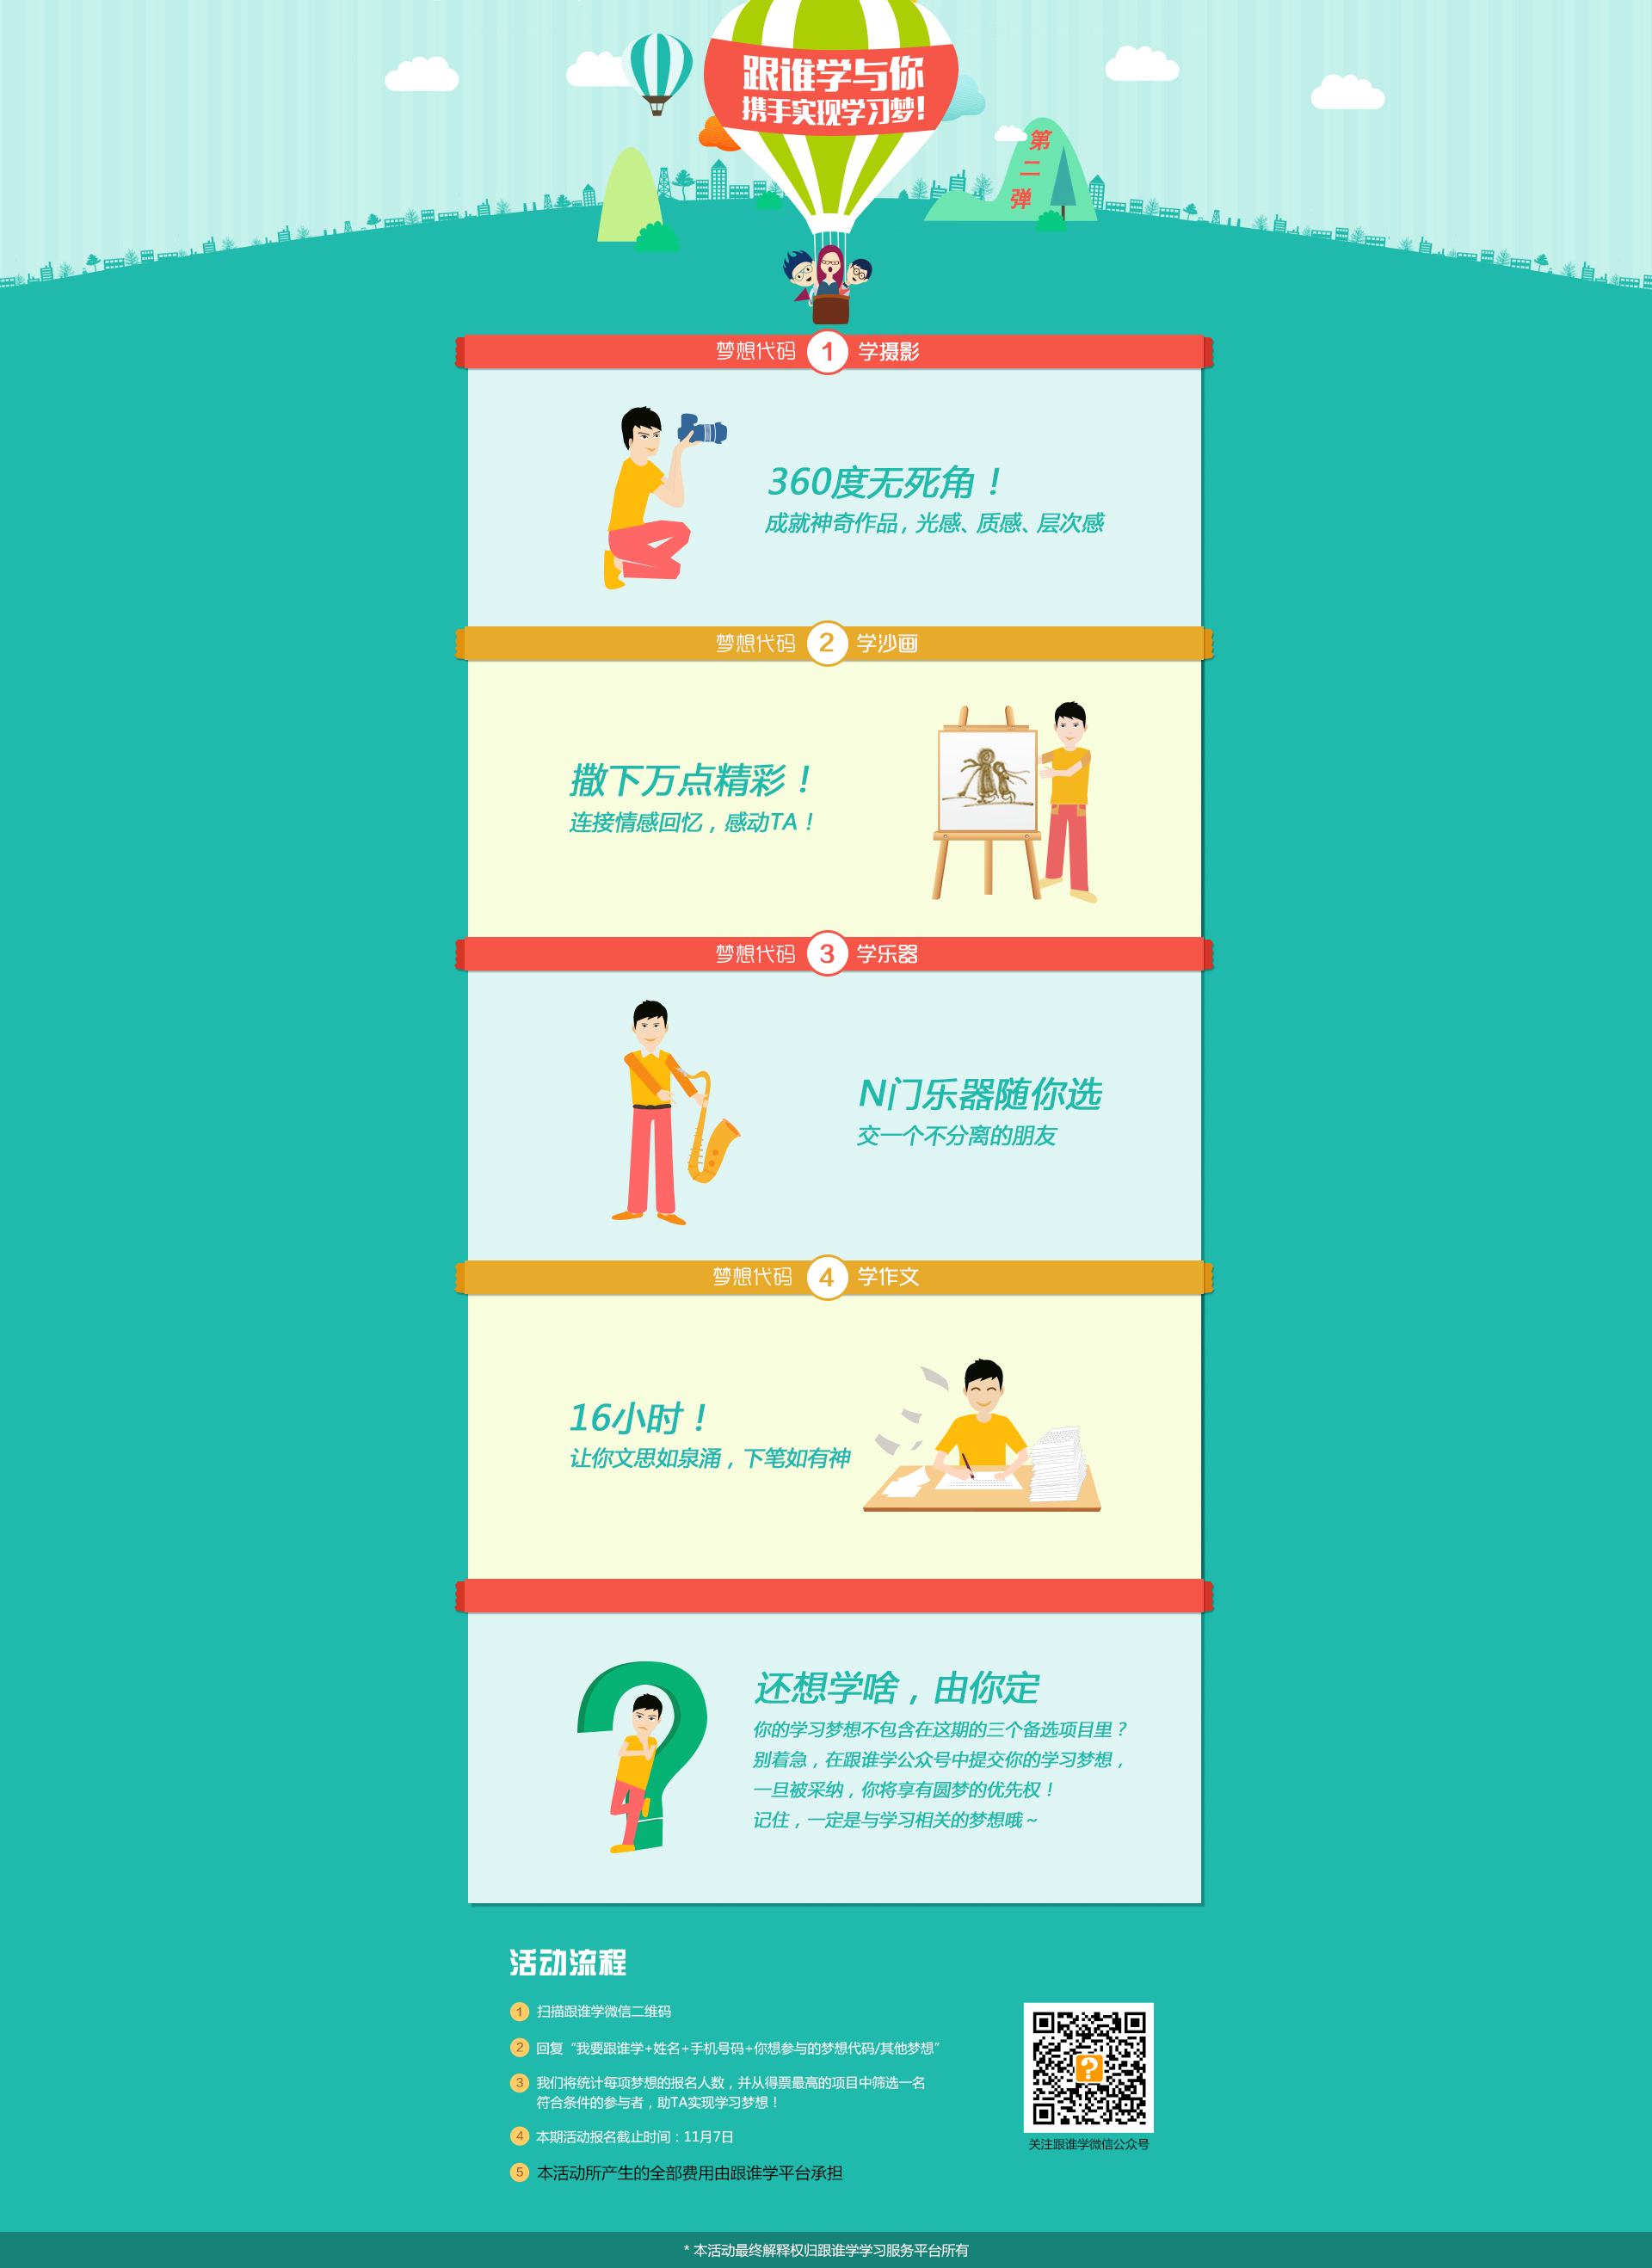 跟谁学与你
携手实现学习梦!
第
二
弹
梦想代码 1 学摄影
360度无死角！
成就神奇作品，光感、质感、层次感
梦想代码 2 学沙画
撒下万点精彩！
连接情感回忆，感动TA！
梦想代码 3 学乐器
N门乐器随你选
交一个不分离的朋友
梦想代码 4 学作文
16小时！
让你文思如泉涌，下笔如有神
还想学啥，由你定
你的学习梦想不包含在这期的三个备选项目里？
别着急，在跟谁学公众号中提交你的学习梦想，
一旦被采纳，你将享有圆梦的优先权！
记住，一定是与学习相关的梦想哦~
活动流程
1 扫描跟谁学微信二维码
2 回复“我要跟谁学+姓名+手机号码+你想参与的梦想代码/其他梦想”
3 我们将统计每项梦想的报名人数，并从得票最高的项目中筛选一名
符合条件的参与者，助TA实现学习梦想！
4 本期活动报名截止时间：11月7日
5 本活动所产生的全部费用由跟谁学平台承担
?
关注跟谁学微信公众号
* 本活动最终解释权归跟谁学学习服务平台所有